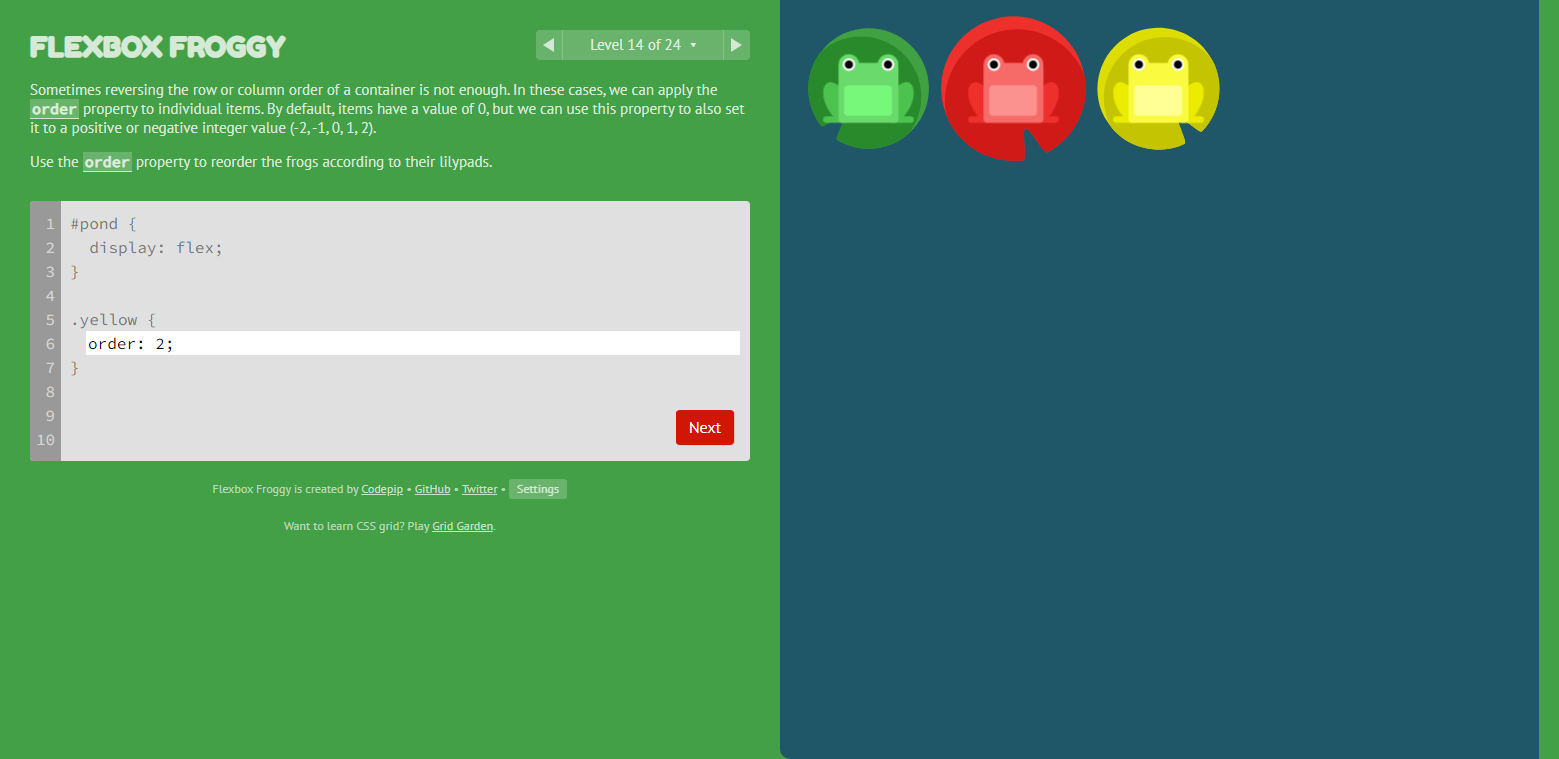 FLEXBOX FROGGY
◀ Level 14 of 24 ▼ ▶
Sometimes reversing the row or column order of a container is not enough. In these cases, we can apply the
order property to individual items. By default, items have a value of 0, but we can use this property to also set
it to a positive or negative integer value (-2, -1, 0, 1, 2).
Use the order property to reorder the frogs according to their lilypads.
1 #pond {
2 display: flex;
3 }
4
5 .yellow {
6 order: 2;
7 }
8
9
10
Next
Flexbox Froggy is created by Codepip • GitHub • Twitter • Settings
Want to learn CSS grid? Play Grid Garden.